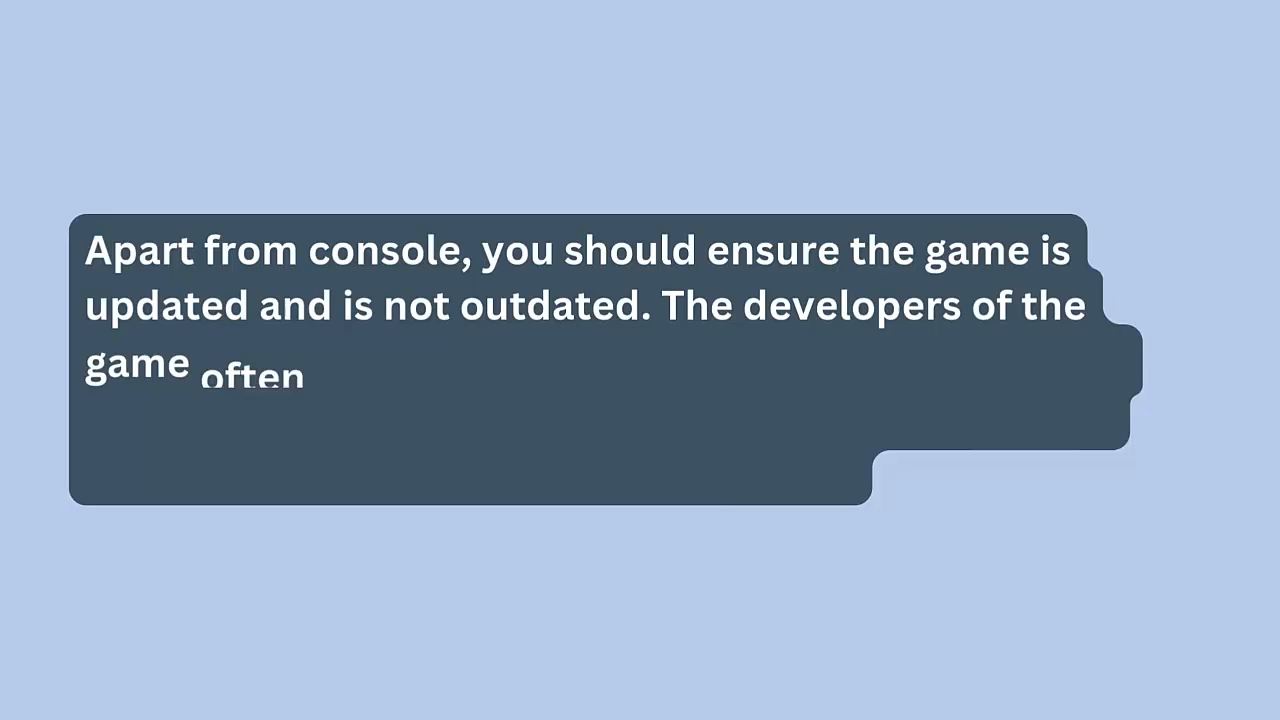 Apart from console, you should ensure the game is
updated and is not outdated. The developers of the
game often